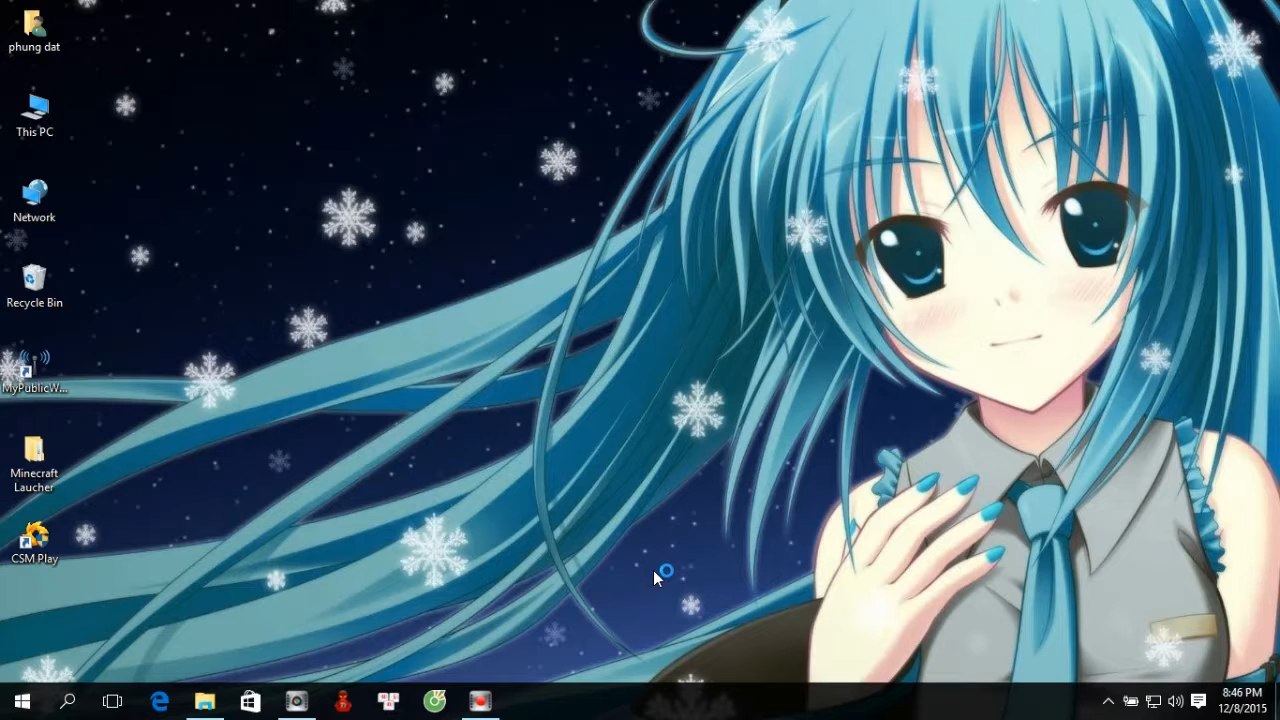 phung dat
This PC
Network
Recycle Bin
MyPublicW...
Minecraft
Laucher
CSM Play
8:46 PM
12/8/2015